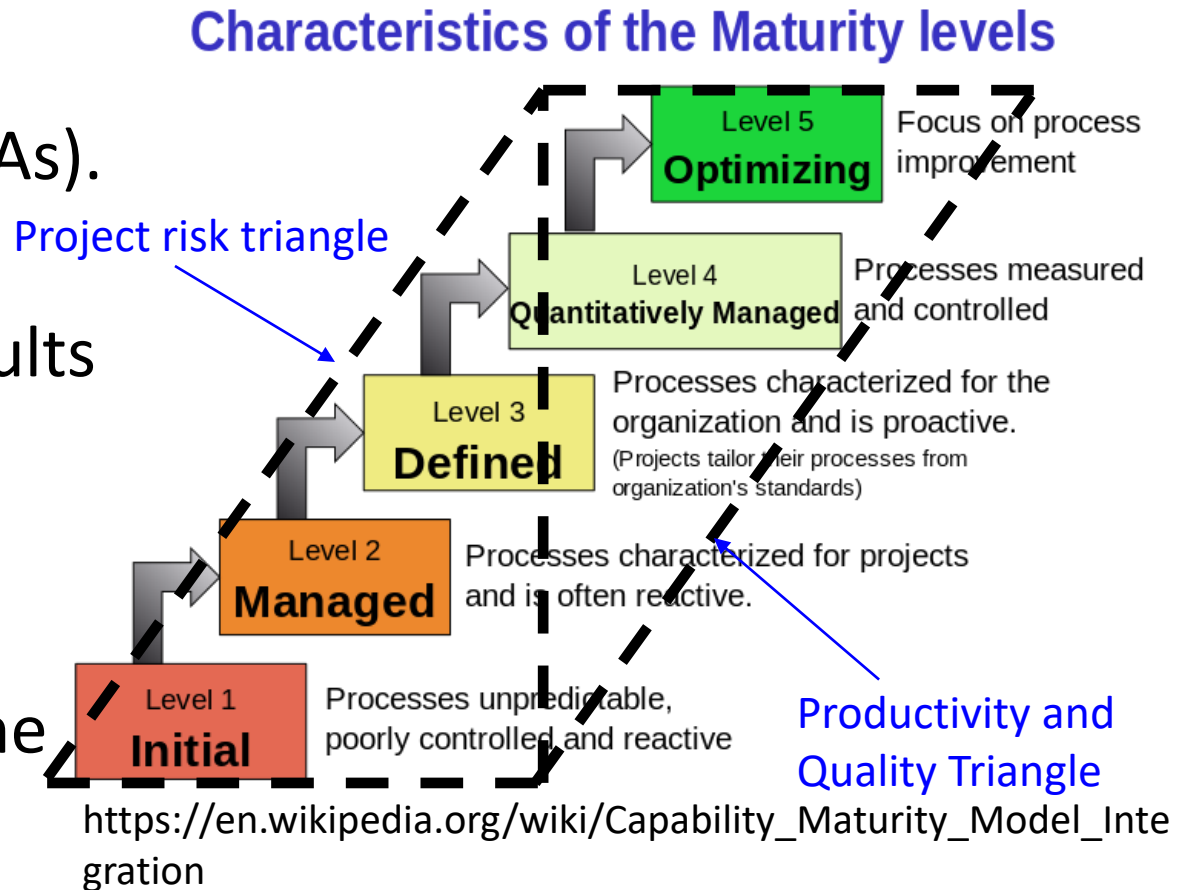 Characteristics of the Maturity levels
As).
Project risk triangle
ults
ne
Level 5
Optimizing
Focus on process
improvement
Level 4
Quantitatively Managed
Processes measured
and controlled
Level 3
Defined
Processes characterized for the
organization and is proactive.
(Projects tailor their processes from
organization's standards)
Level 2
Managed
Processes characterized for projects
and is often reactive.
Level 1
Initial
Processes unpredictable,
poorly controlled and reactive
Productivity and
Quality Triangle
https://en.wikipedia.org/wiki/Capability_Maturity_Model_Inte
gration